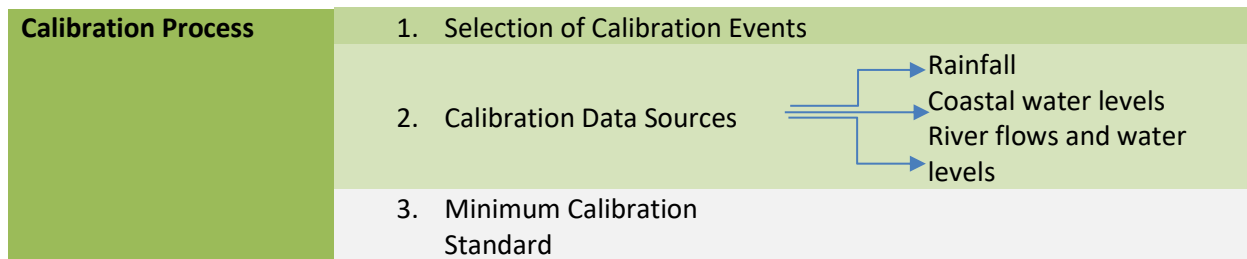 Calibration Process
1. Selection of Calibration Events
2. Calibration Data Sources
Rainfall
Coastal water levels
River flows and water
levels
3. Minimum Calibration
Standard